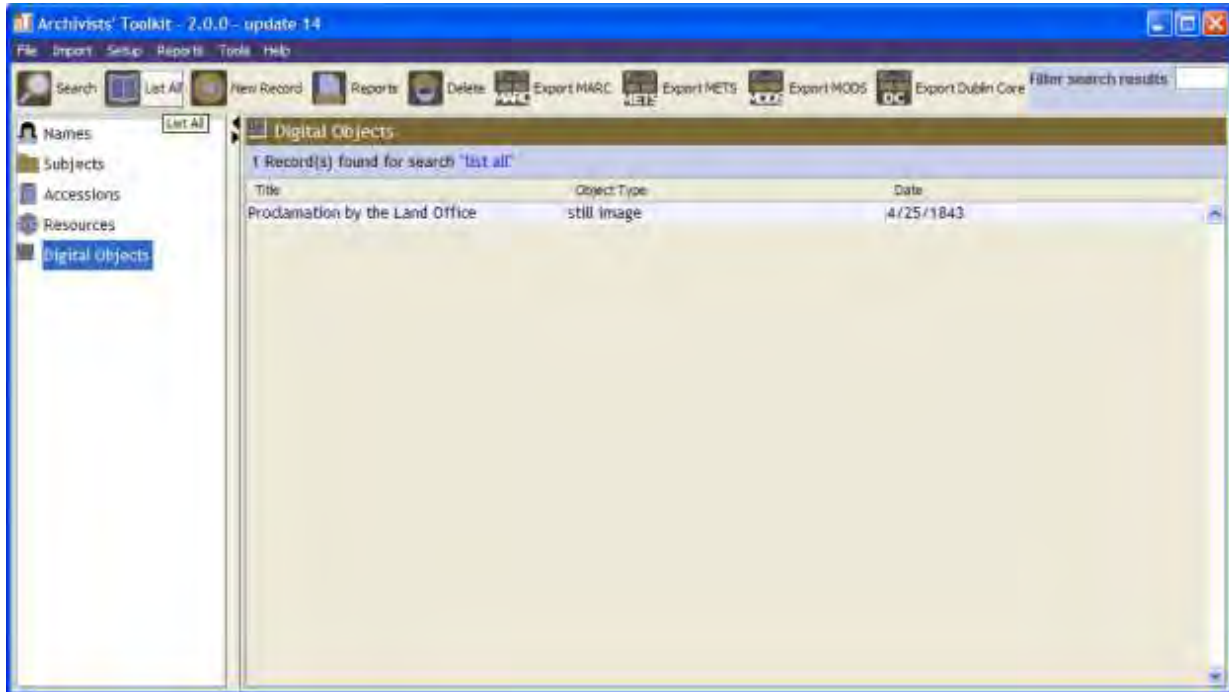 Archivists' Toolkit - 2.0.0 - update 14
File Import Setup Reports Tools Help
Search List All New Record Reports Delete Export MARC Export METS Export MODS Export Dublin Core Filter search results
List All
Names
Subjects
Accessions
Resources
Digital Objects
Digital Objects
1 Record(s) found for search "list all"
Title Object Type Date
Proclamation by the Land Office still image 4/25/1843